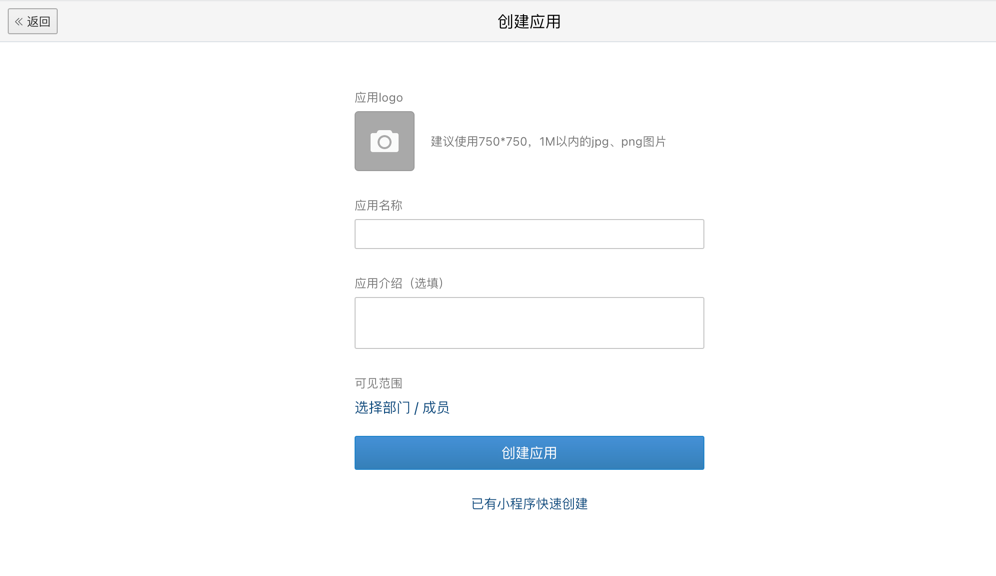 返回
创建应用
应用logo
建议使用750*750，1M以内的jpg、png图片
应用名称
应用介绍（选填）
可见范围
选择部门 / 成员
创建应用
已有小程序快速创建